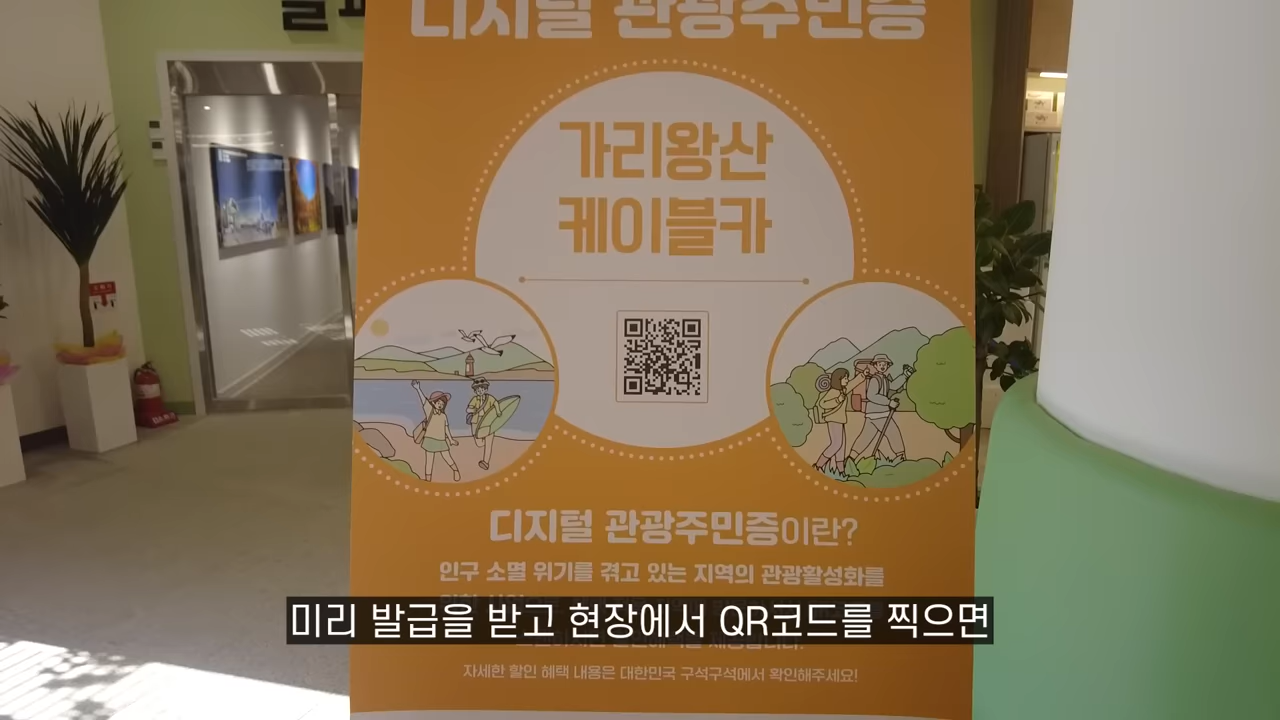 디지털 관광주민증
가리왕산
케이블카
디지털 관광주민증이란?
인구 소멸 위기를 겪고 있는 지역의 관광활성화를
미리 발급을 받고 현장에서 QR코드를 찍으면
자세한 할인 혜택 내용은 대한민국 구석구석에서 확인해주세요!